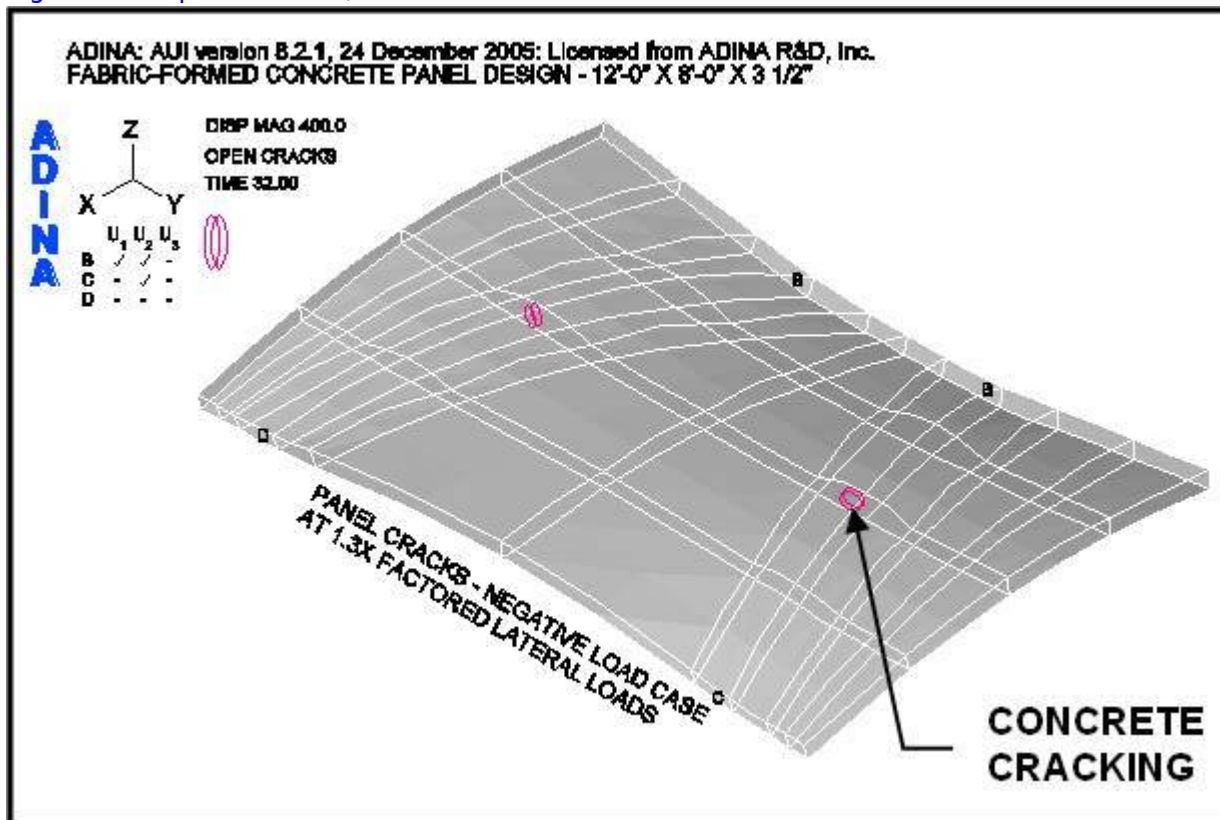 ADINA: AUI version 8.2.1, 24 December 2005: Licensed from ADINA R&D, Inc.
FABRIC-FORMED CONCRETE PANEL DESIGN - 12'-0" X 8'-0" X 3 1/2"
ADINA
Z
X Y
DISP MAG 400.0
OPEN CRACKS
TIME 32.00
U1 U2 U3
B / / -
C - / -
D - - -
B
B
D
C
PANEL CRACKS - NEGATIVE LOAD CASE
AT 1.3X FACTORED LATERAL LOADS
CONCRETE
CRACKING